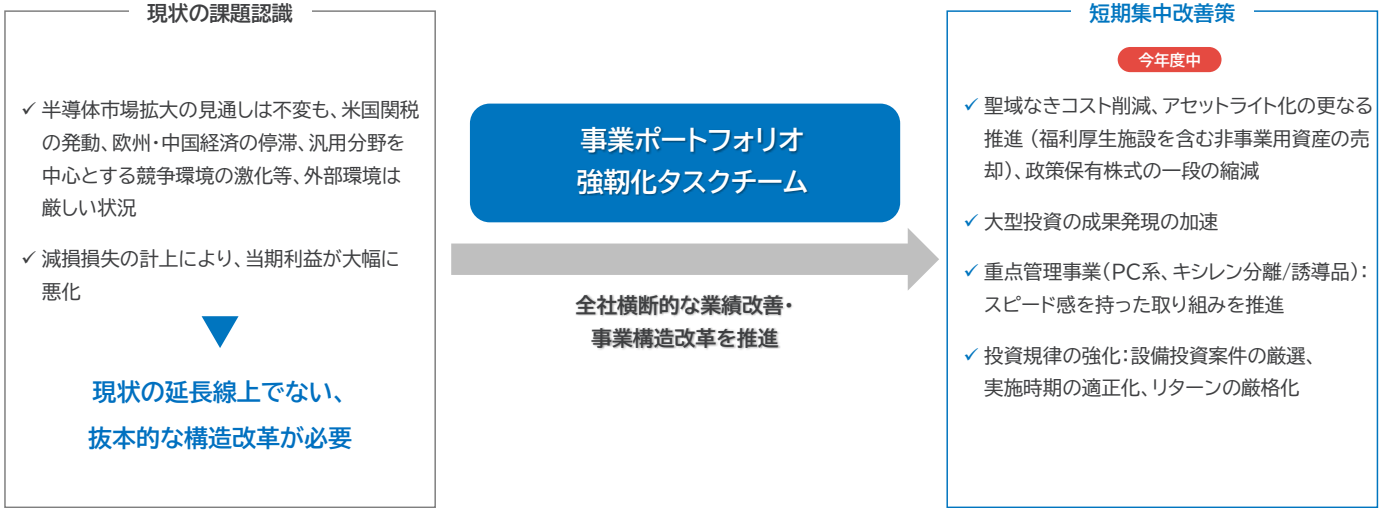 現状の課題認識
✓ 半導体市場拡大の見通しは不変も、米国関税
の発動、欧州・中国経済の停滞、汎用分野を
中心とする競争環境の激化等、外部環境は
厳しい状況
✓ 減損損失の計上により、当期利益が大幅に
悪化
現状の延長線上でない、
抜本的な構造改革が必要
事業ポートフォリオ
強靭化タスクチーム
全社横断的な業績改善・
事業構造改革を推進
短期集中改善策
今年度中
✓ 聖域なきコスト削減、アセットライト化の更なる
推進（福利厚生施設を含む非事業用資産の売
却）、政策保有株式の一段の縮減
✓ 大型投資の成果発現の加速
✓ 重点管理事業（PC系、キシレン分離/誘導品）：
スピード感を持った取り組みを推進
✓ 投資規律の強化：設備投資案件の厳選、
実施時期の適正化、リターンの厳格化